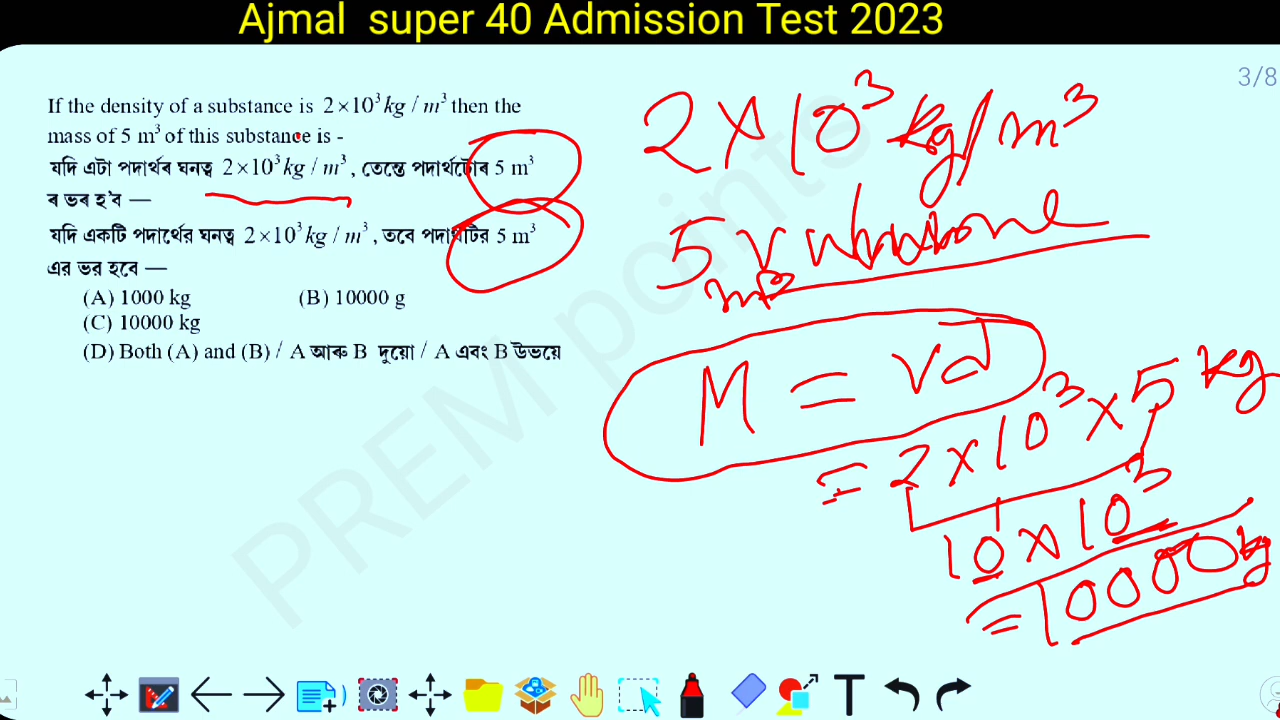 Ajmal super 40 Admission Test 2023
3/8
If the density of a substance is 2×10³ kg / m³ then the
mass of 5 m³ of this substance is -
যদি এটা পদাৰ্থৰ ঘনত্ব 2×10³ kg / m³, তেন্তে পদাৰ্থটোৰ 5 m³
ৰ ভৰ হ'ব —
যদি একটি পদার্থের ঘনত্ব 2×10³ kg / m³, তবে পদার্থটির 5 m³
এর ভর হবে —
(A) 1000 kg (B) 10000 g
(C) 10000 kg
(D) Both (A) and (B) / A আৰু B দুয়ো / A এবং B উভয়ে
2×10³ kg/m³
5 m³
M = vd
= 2×10³×5 kg
10×10³
= 10000 kg
PREM points
T